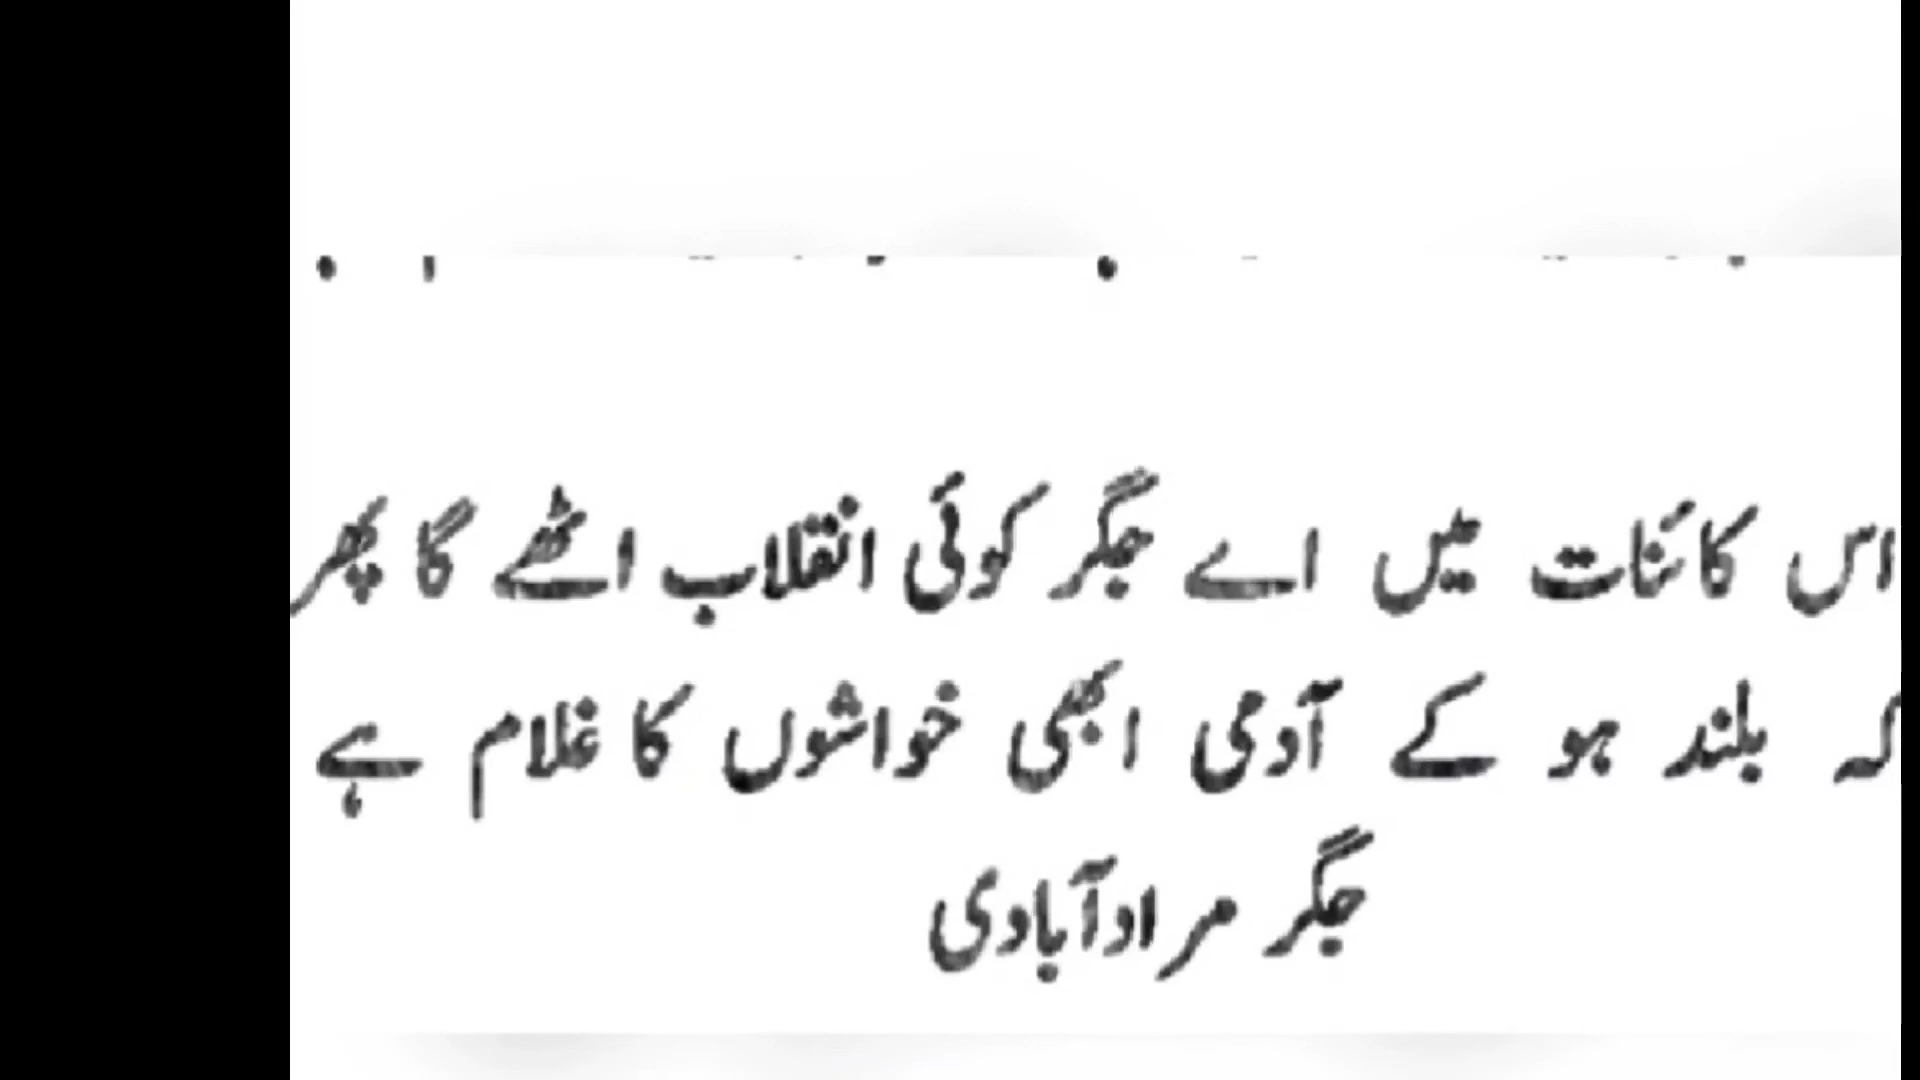 اس کائنات میں اے جگر کوئی انقلاب اٹھے گا پھر
کہ بلند ہو کے آدمی ابھی خواشوں کا غلام ہے
جگر مرادآبادی